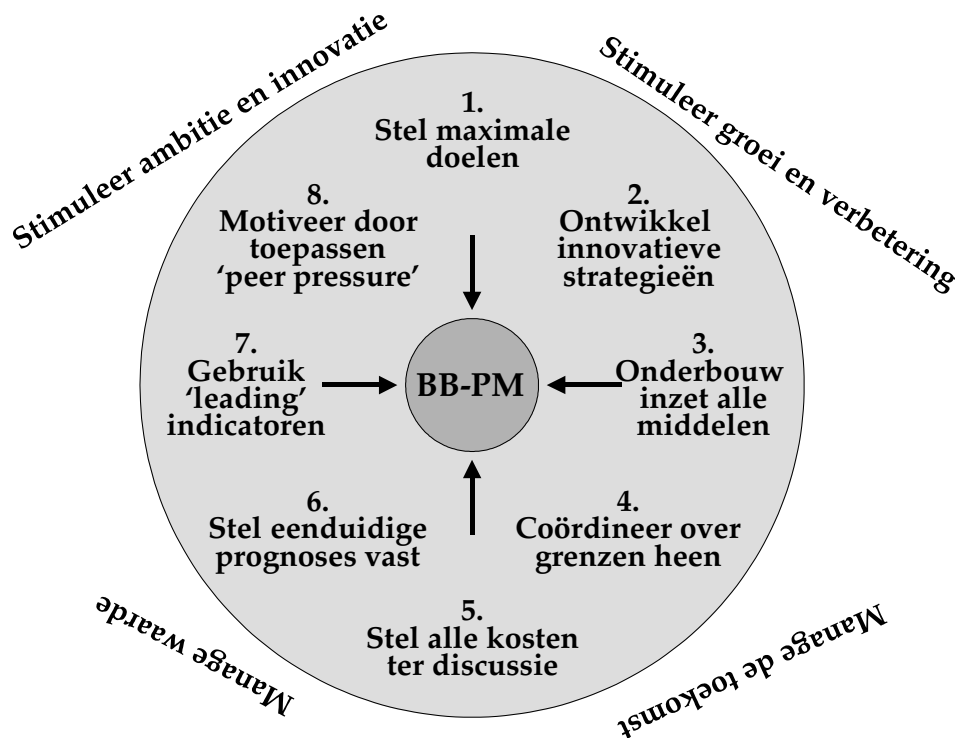 Stimuleer ambitie en innovatie
Stimuleer groei en verbetering
1.
Stel maximale
doelen
2.
Ontwikkel
innovatieve
strategieën
3.
Onderbouw
inzet alle
middelen
4.
Coördineer over
grenzen heen
5.
Stel alle kosten
ter discussie
6.
Stel eenduidige
prognoses vast
7.
Gebruik
‘leading’
indicatoren
8.
Motiveer door
toepassen
‘peer pressure’
BB-PM
Manage waarde
Manage de toekomst